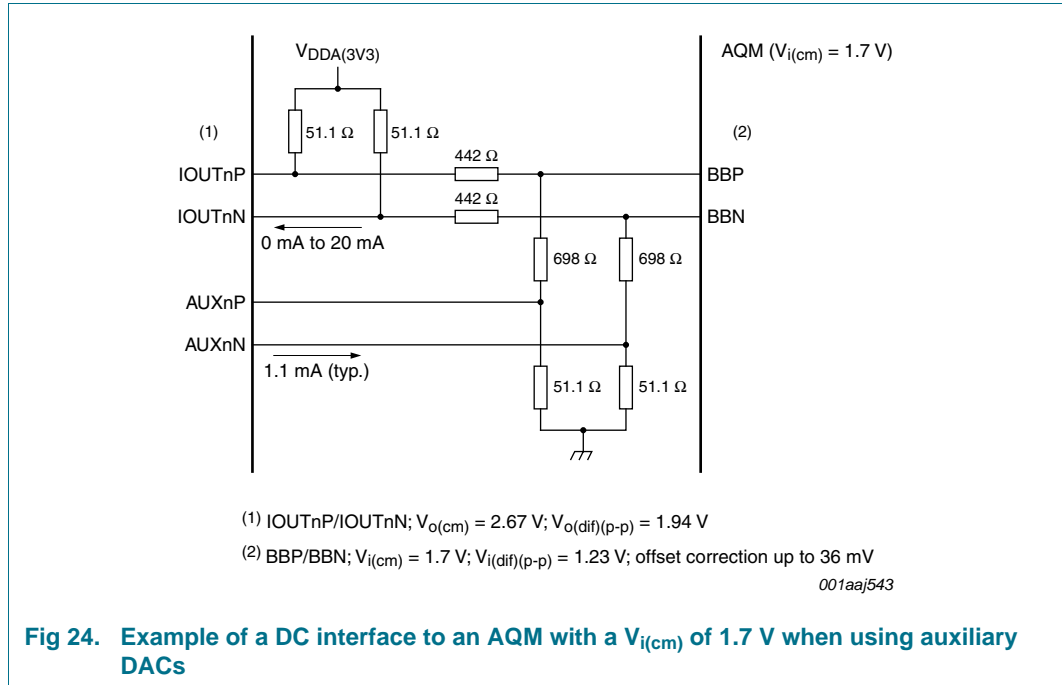 VDDA(3V3)
AQM (Vi(cm) = 1.7 V)
(1)
51.1 Ω
51.1 Ω
(2)
442 Ω
IOUTnP
BBP
442 Ω
IOUTnN
BBN
0 mA to 20 mA
698 Ω
698 Ω
AUXnP
AUXnN
1.1 mA (typ.)
51.1 Ω
51.1 Ω
(1) IOUTnP/IOUTnN; Vo(cm) = 2.67 V; Vo(dif)(p-p) = 1.94 V
(2) BBP/BBN; Vi(cm) = 1.7 V; Vi(dif)(p-p) = 1.23 V; offset correction up to 36 mV
001aaj543
Fig 24. Example of a DC interface to an AQM with a Vi(cm) of 1.7 V when using auxiliary
DACs